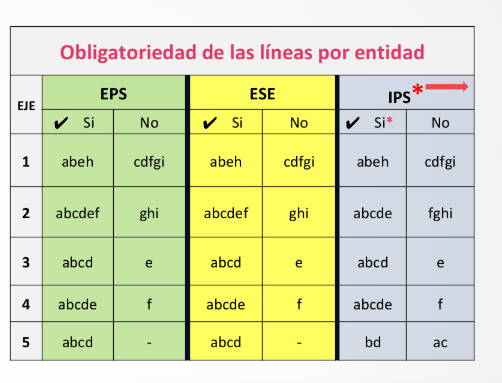 Obligatoriedad de las líneas por entidad
EJE EPS ESE IPS*
✔ Si No ✔ Si No ✔ Si* No
1 abeh cdfgi abeh cdfgi abeh cdfgi
2 abcdef ghi abcdef ghi abcde fghi
3 abcd e abcd e abcd e
4 abcde f abcde f abcde f
5 abcd - abcd - bd ac